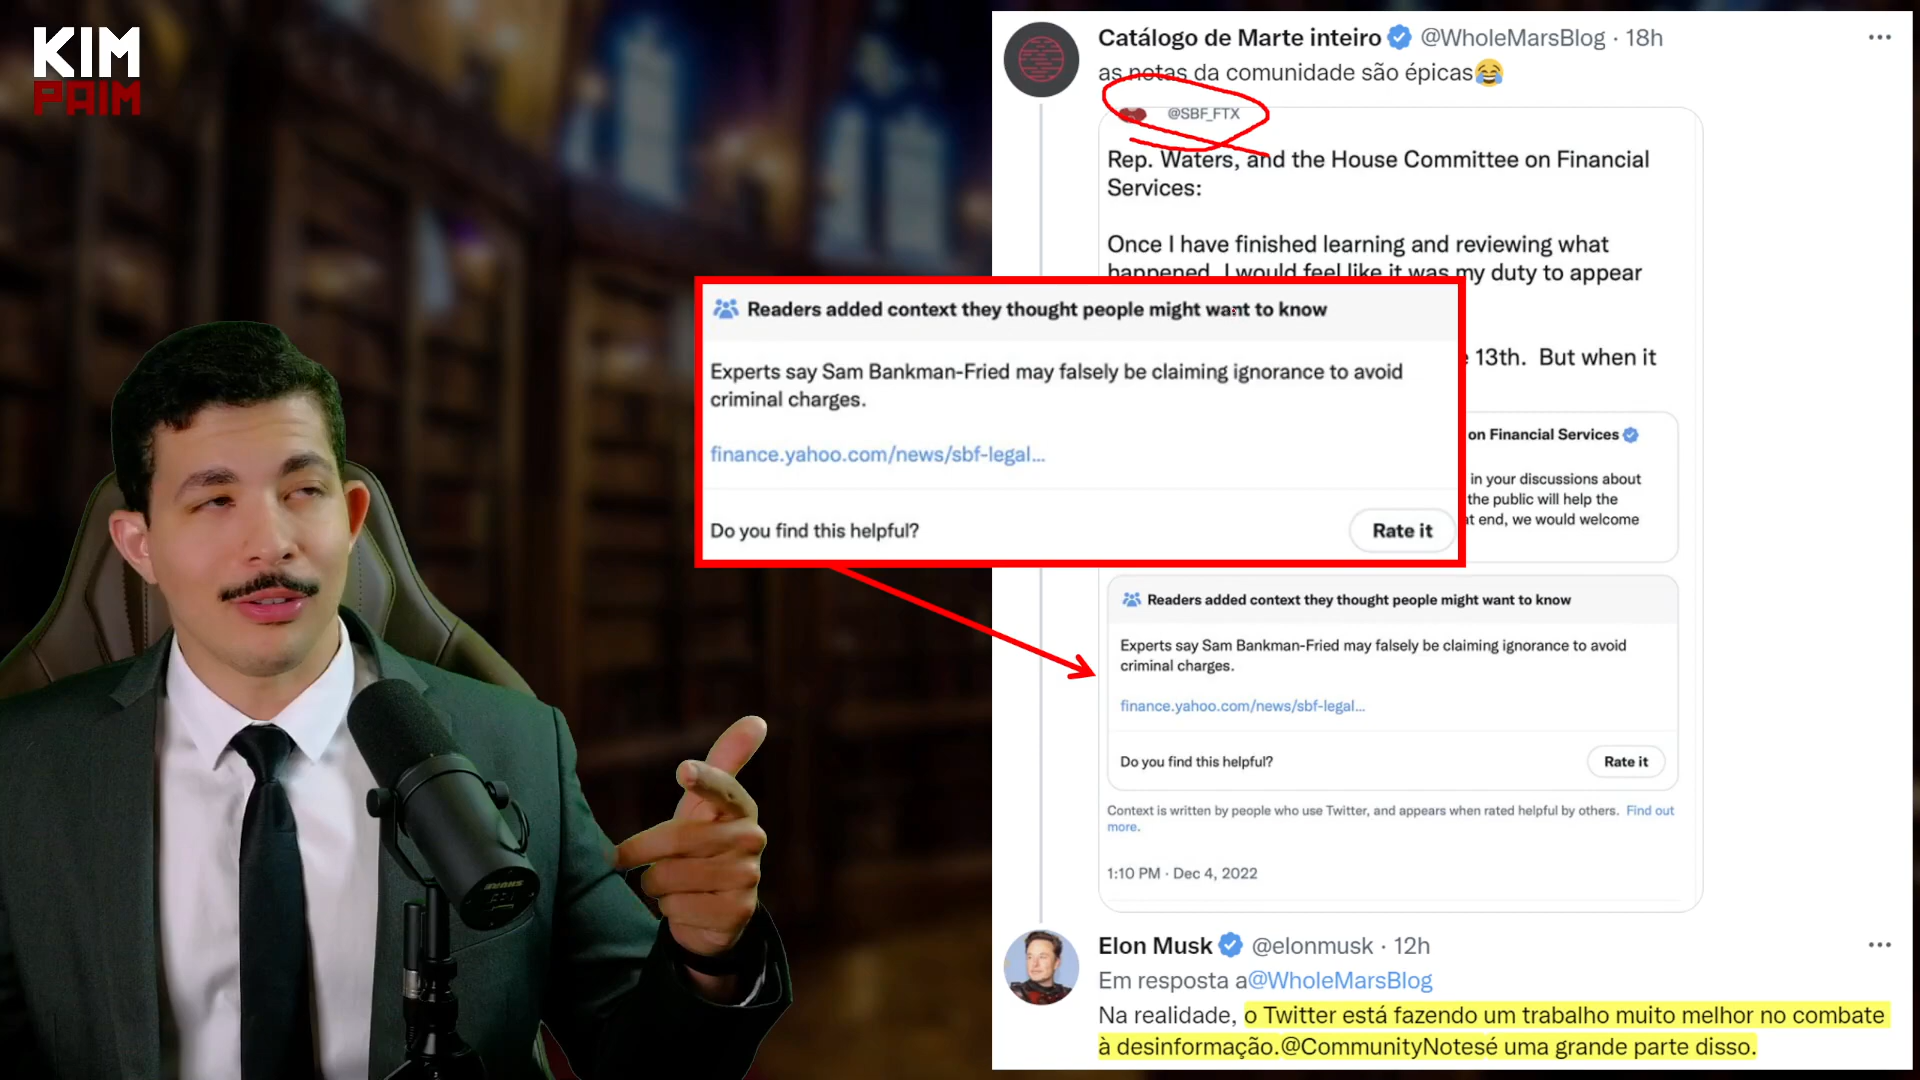 KIM
PAIM
Catálogo de Marte inteiro @WholeMarsBlog · 18h
as notas da comunidade são épicas😂
@SBF_FTX
Rep. Waters, and the House Committee on Financial
Services:
Once I have finished learning and reviewing what
happened, I would feel like it was my duty to appear
13th. But when it
on Financial Services
in your discussions about
the public will help the
at end, we would welcome
Readers added context they thought people might want to know
Experts say Sam Bankman-Fried may falsely be claiming ignorance to avoid
criminal charges.
finance.yahoo.com/news/sbf-legal...
Do you find this helpful?
Rate it
Readers added context they thought people might want to know
Experts say Sam Bankman-Fried may falsely be claiming ignorance to avoid
criminal charges.
finance.yahoo.com/news/sbf-legal...
Do you find this helpful?
Rate it
Context is written by people who use Twitter, and appears when rated helpful by others. Find out
more.
1:10 PM · Dec 4, 2022
Elon Musk @elonmusk · 12h
Em resposta a@WholeMarsBlog
Na realidade, o Twitter está fazendo um trabalho muito melhor no combate
à desinformação.@CommunityNotesé uma grande parte disso.